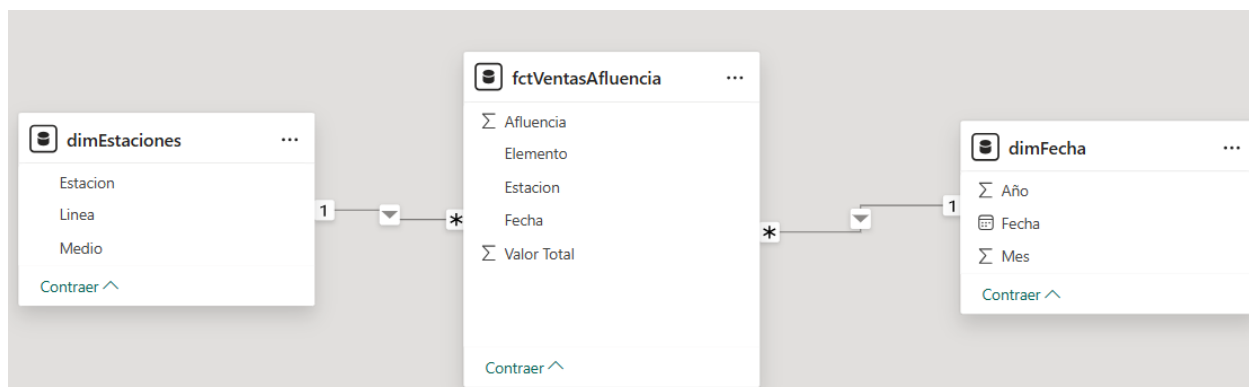 dimEstaciones
Estacion
Linea
Medio
Contraer
1
*
fctVentasAfluencia
Σ Afluencia
Elemento
Estacion
Fecha
Σ Valor Total
Contraer
*
1
dimFecha
Σ Año
Fecha
Σ Mes
Contraer